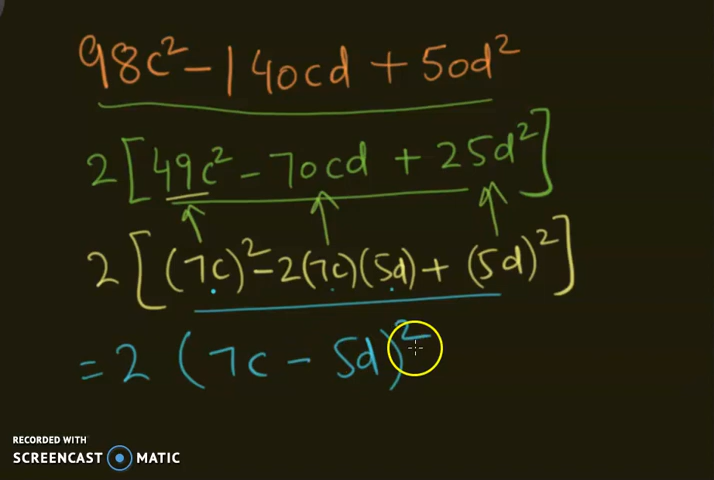 98c² - 140cd + 50d²
2[49c² - 70cd + 25d²]
2[(7c)² - 2(7c)(5d) + (5d)²]
= 2 (7c - 5d)²
RECORDED WITH
SCREENCAST MATIC